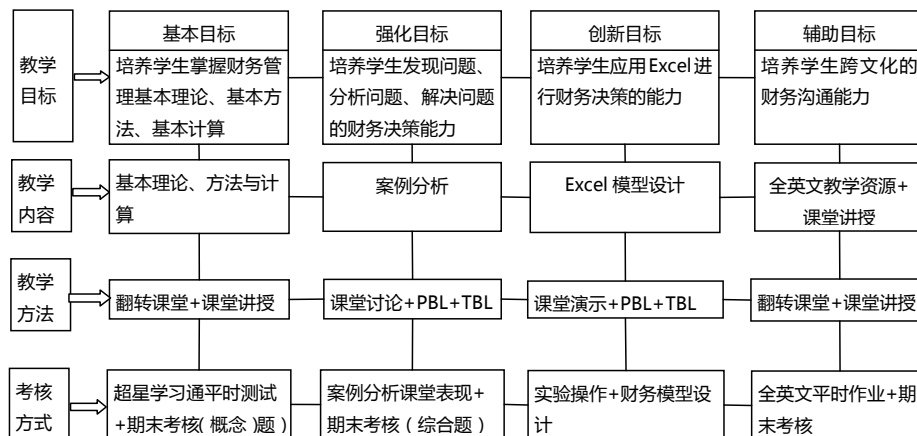 教学
目标
基本目标
培养学生掌握财务管
理基本理论、基本方
法、基本计算
强化目标
培养学生发现问题、
分析问题、解决问题
的财务决策能力
创新目标
培养学生应用Excel进
行财务决策的能力
辅助目标
培养学生跨文化的
财务沟通能力
教学
内容
基本理论、方法与计
算
案例分析
Excel 模型设计
全英文教学资源+
课堂讲授
教学
方法
翻转课堂+课堂讲授
课堂讨论+PBL+TBL
课堂演示+PBL+TBL
翻转课堂+课堂讲授
考核
方式
超星学习通平时测试
+期末考核(概念)题)
案例分析课堂表现+
期末考核(综合题)
实验操作+财务模型设
计
全英文平时作业+期
末考核